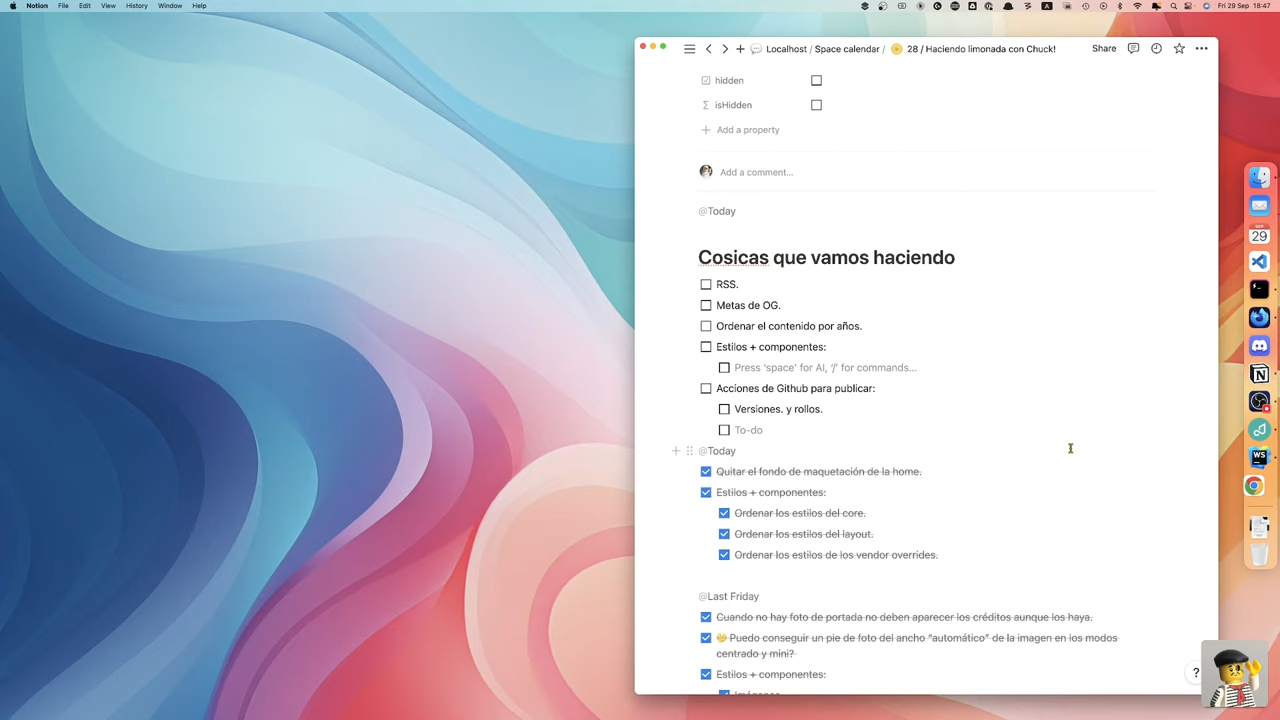 Notion File Edit View History Window Help
Fri 29 Sep 18:47
Localhost / Space calendar / 28 / Haciendo limonada con Chuck!
Share
hidden
isHidden
Add a property
Add a comment...
@Today
Cosicas que vamos haciendo
RSS.
Metas de OG.
Ordenar el contenido por años.
Estilos + componentes:
Press ‘space’ for AI, ‘/’ for commands...
Acciones de Github para publicar:
Versiones. y rollos.
To-do
@Today
Quitar el fondo de maquetación de la home.
Estilos + componentes:
Ordenar los estilos del core.
Ordenar los estilos del layout.
Ordenar los estilos de los vendor overrides.
@Last Friday
Cuando no hay foto de portada no deben aparecer los créditos aunque los haya.
Puedo conseguir un pie de foto del ancho “automático” de la imagen en los modos
centrado y mini?
Estilos + componentes:
Imágenes
?
SEP
29
WS